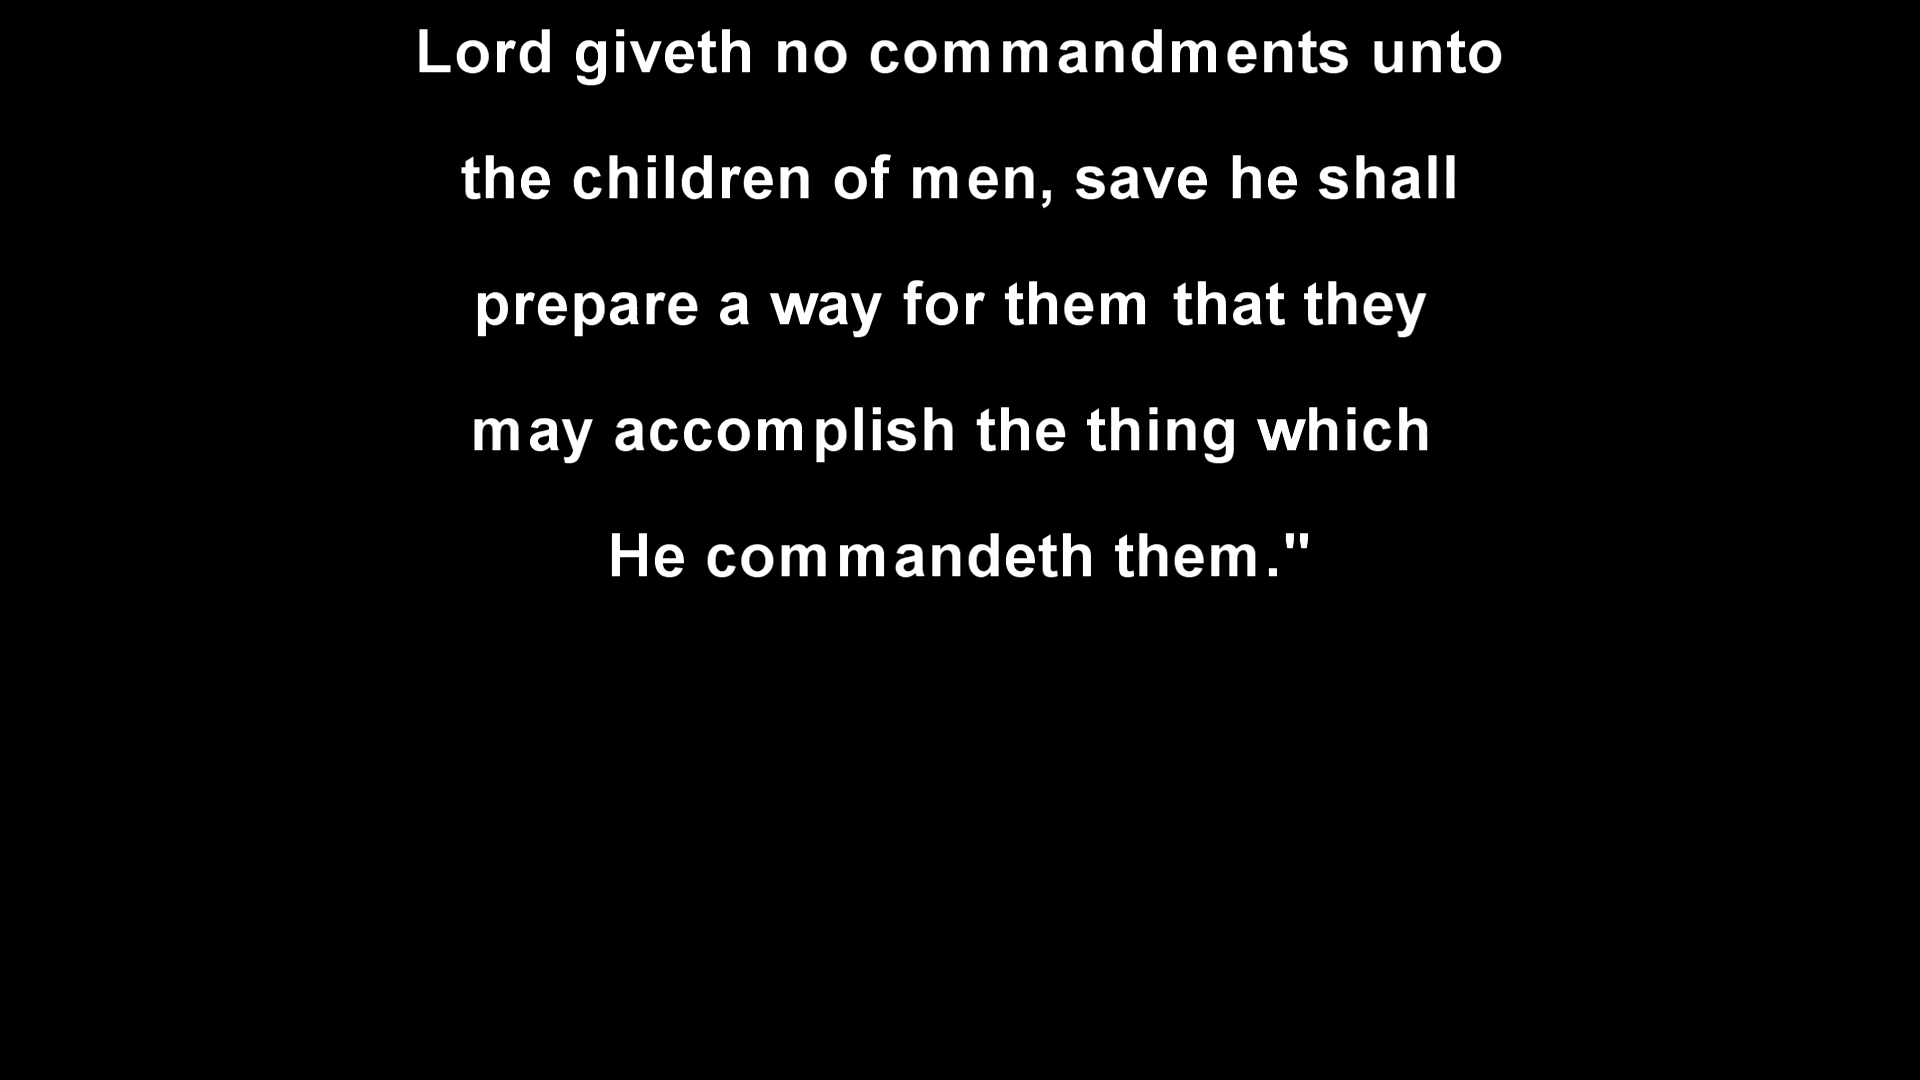 Lord giveth no commandments unto
the children of men, save he shall
prepare a way for them that they
may accomplish the thing which
He commandeth them."